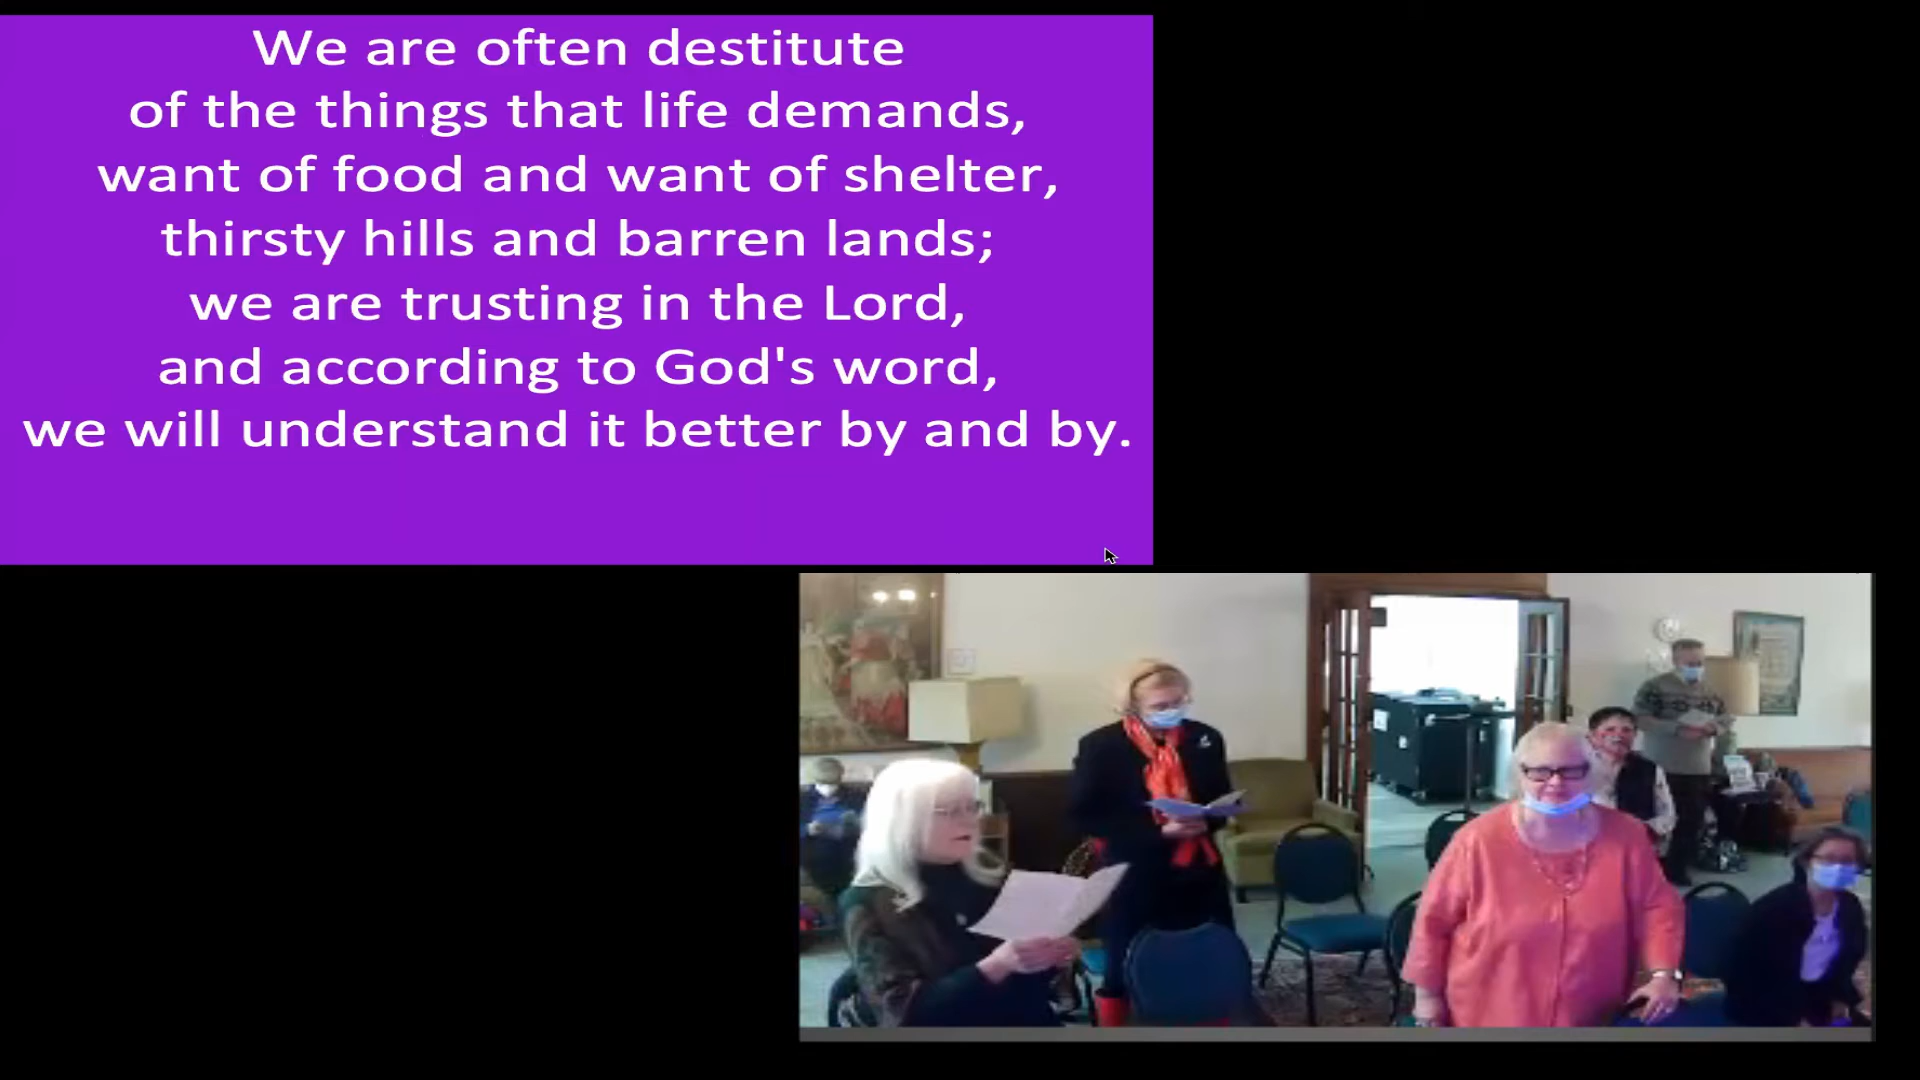 We are often destitute
of the things that life demands,
want of food and want of shelter,
thirsty hills and barren lands;
we are trusting in the Lord,
and according to God's word,
we will understand it better by and by.